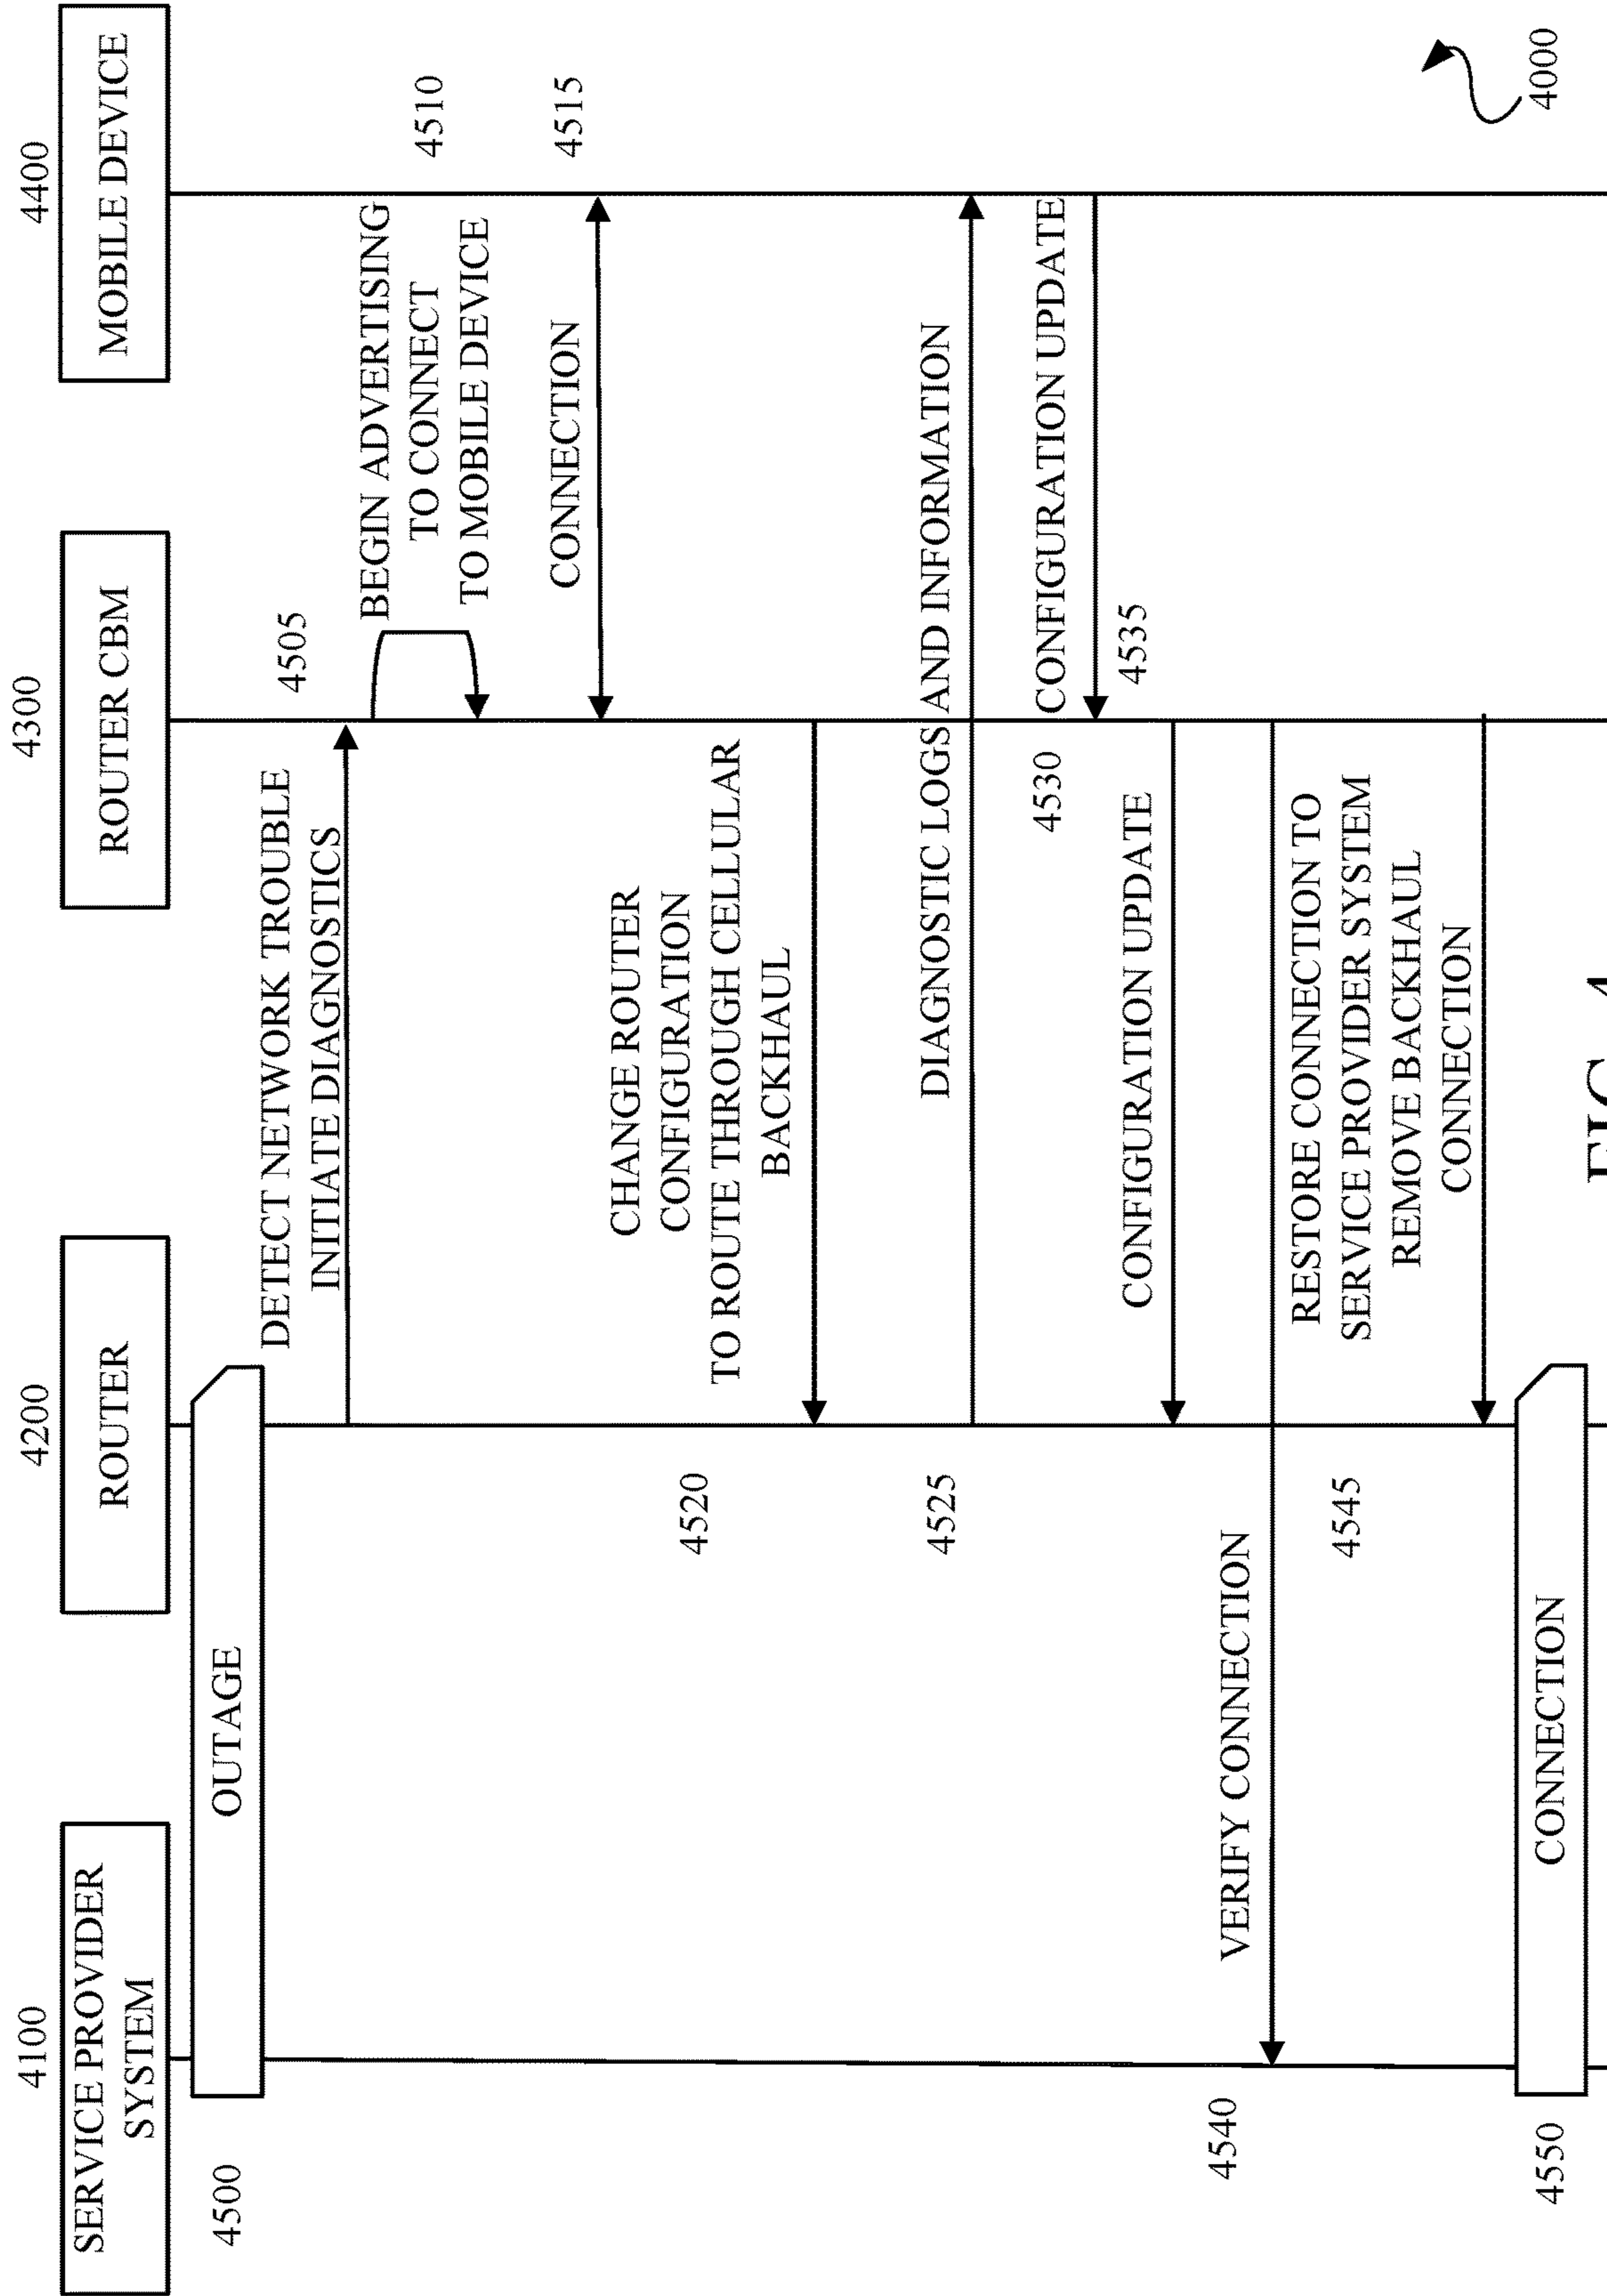 4100
4200
4300
4400
SERVICE PROVIDER
SYSTEM
ROUTER
ROUTER CBM
MOBILE DEVICE
4500
OUTAGE
DETECT NETWORK TROUBLE
INITIATE DIAGNOSTICS
4505
BEGIN ADVERTISING
TO CONNECT
TO MOBILE DEVICE
4510
CONNECTION
4515
CHANGE ROUTER
CONFIGURATION
TO ROUTE THROUGH CELLULAR
BACKHAUL
4520
DIAGNOSTIC LOGS AND INFORMATION
4525
CONFIGURATION UPDATE
4530
CONFIGURATION UPDATE
4535
VERIFY CONNECTION
4540
RESTORE CONNECTION TO
SERVICE PROVIDER SYSTEM
REMOVE BACKHAUL
CONNECTION
4545
CONNECTION
4550
4000
FIG. 4